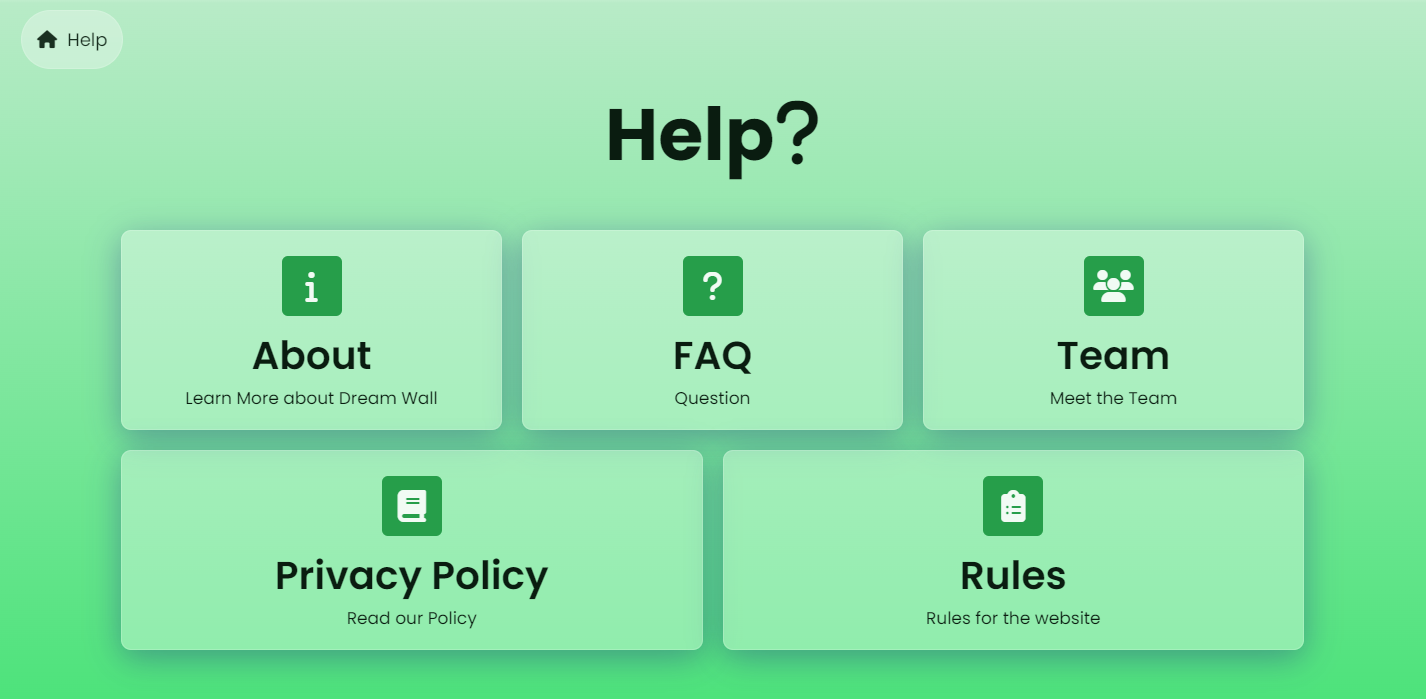 Help
Help?
About
Learn More about Dream Wall
FAQ
Question
Team
Meet the Team
Privacy Policy
Read our Policy
Rules
Rules for the website